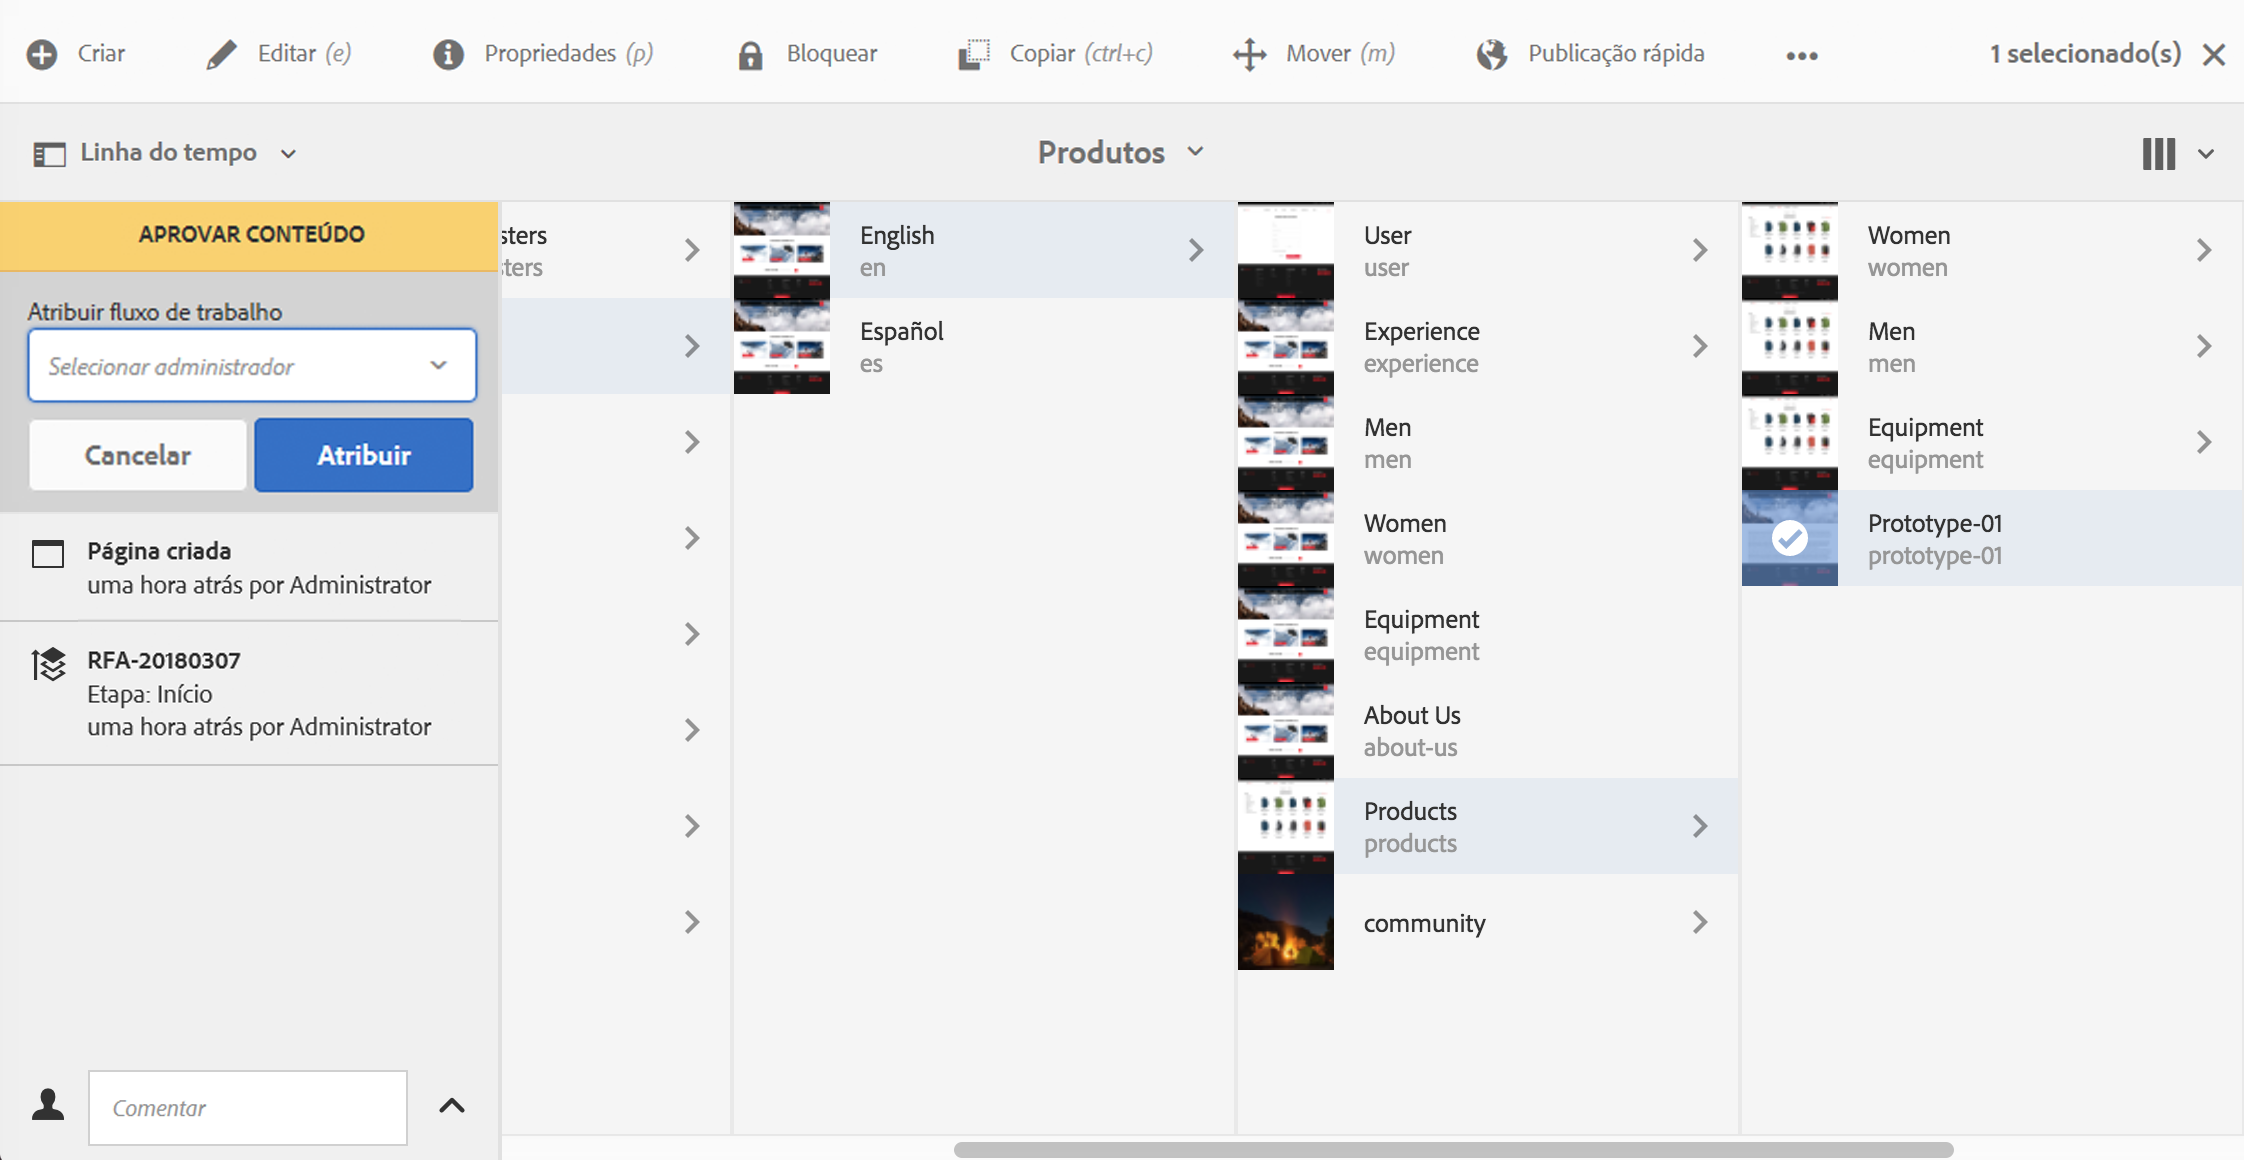 Criar
Editar (e)
Propriedades (p)
Bloquear
Copiar (ctrl+c)
Mover (m)
Publicação rápida
1 selecionado(s)
Linha do tempo
Produtos
APROVAR CONTEÚDO
Atribuir fluxo de trabalho
Selecionar administrador
Cancelar
Atribuir
Página criada
uma hora atrás por Administrator
RFA-20180307
Etapa: Início
uma hora atrás por Administrator
Comentar
sters
sters
English
en
Español
es
User
user
Experience
experience
Men
men
Women
women
Equipment
equipment
About Us
about-us
Products
products
community
Women
women
Men
men
Equipment
equipment
Prototype-01
prototype-01